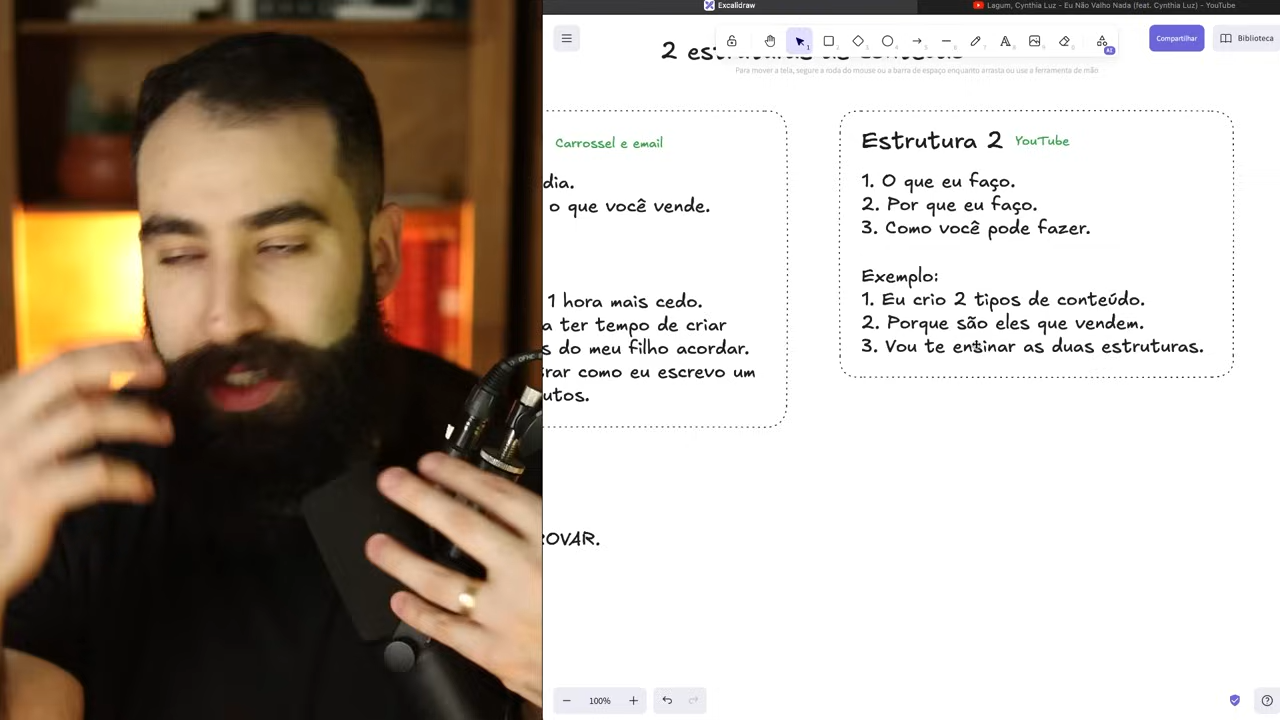 Excalidraw
Lagum, Cynthia Luz - Eu Não Valho Nada (feat. Cynthia Luz) - YouTube
Compartilhar
Biblioteca
Para mover a tela, segure a roda do mouse ou a barra de espaço enquanto arrasta ou use a ferramenta de mão
Carrossel e email
dia.
o que você vende.
1 hora mais cedo.
a ter tempo de criar
s do meu filho acordar.
rar como eu escrevo um
utos.
OVAR.
Estrutura 2 YouTube
1. O que eu faço.
2. Por que eu faço.
3. Como você pode fazer.
Exemplo:
1. Eu crio 2 tipos de conteúdo.
2. Porque são eles que vendem.
3. Vou te ensinar as duas estruturas.
100%